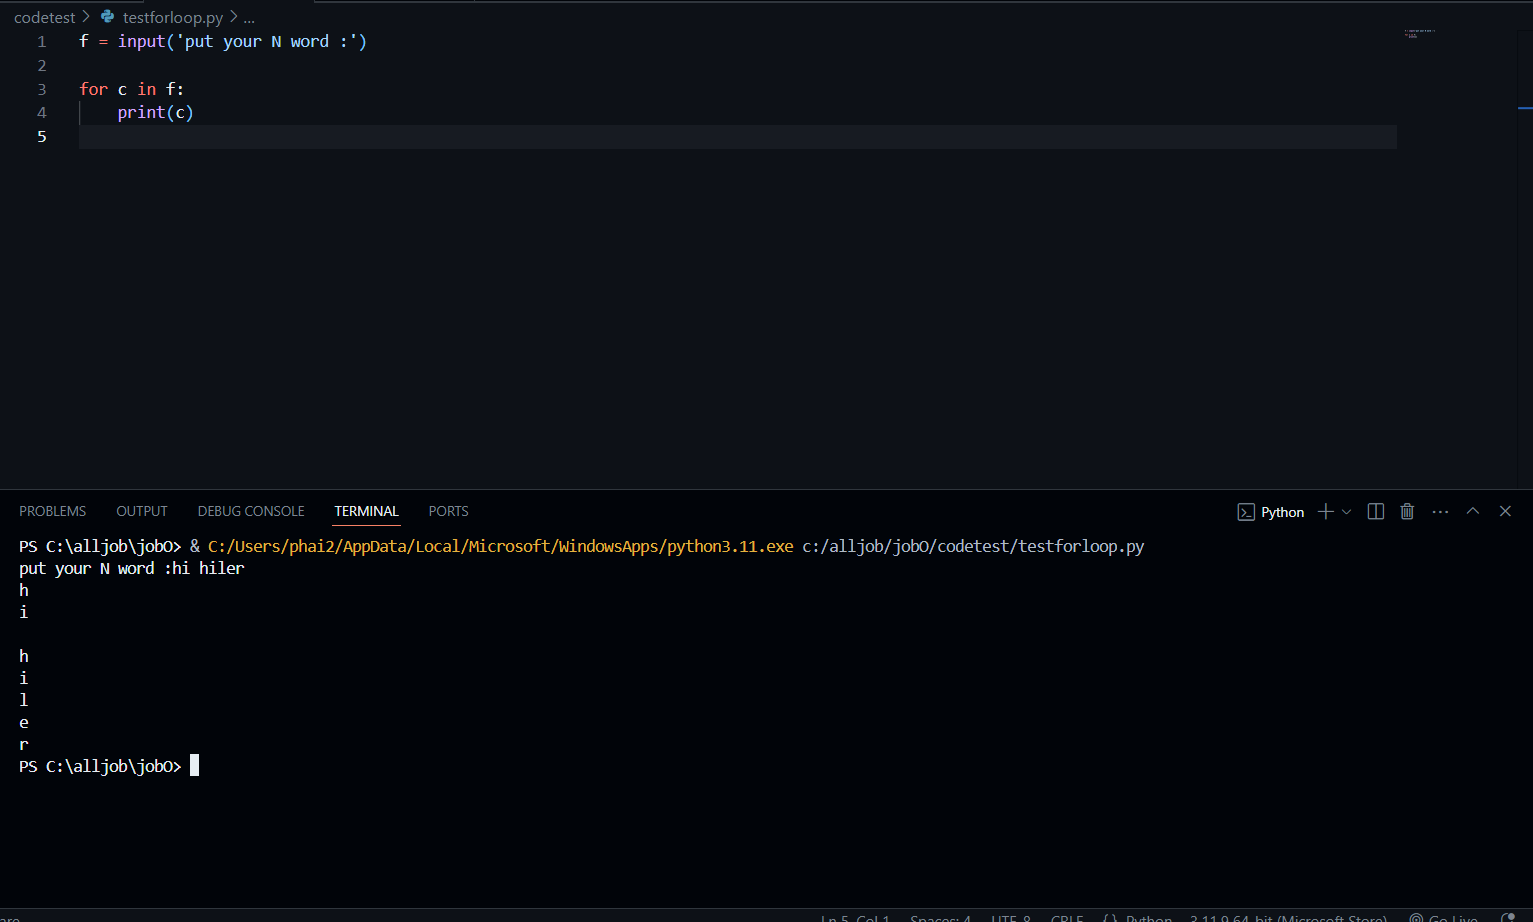 codetest > testforloop.py > ...
1 f = input('put your N word :')
2
3 for c in f:
4 print(c)
5
PROBLEMS OUTPUT DEBUG CONSOLE TERMINAL PORTS Python
PS C:\alljob\jobO> & C:/Users/phai2/AppData/Local/Microsoft/WindowsApps/python3.11.exe c:/alljob/jobO/codetest/testforloop.py
put your N word :hi hiler
h
i
h
i
l
e
r
PS C:\alljob\jobO>
Ln 5, Col 1 Spaces: 4 UTF-8 CRLF {} Python 3.11.9 64-bit (Microsoft Store) Go Live